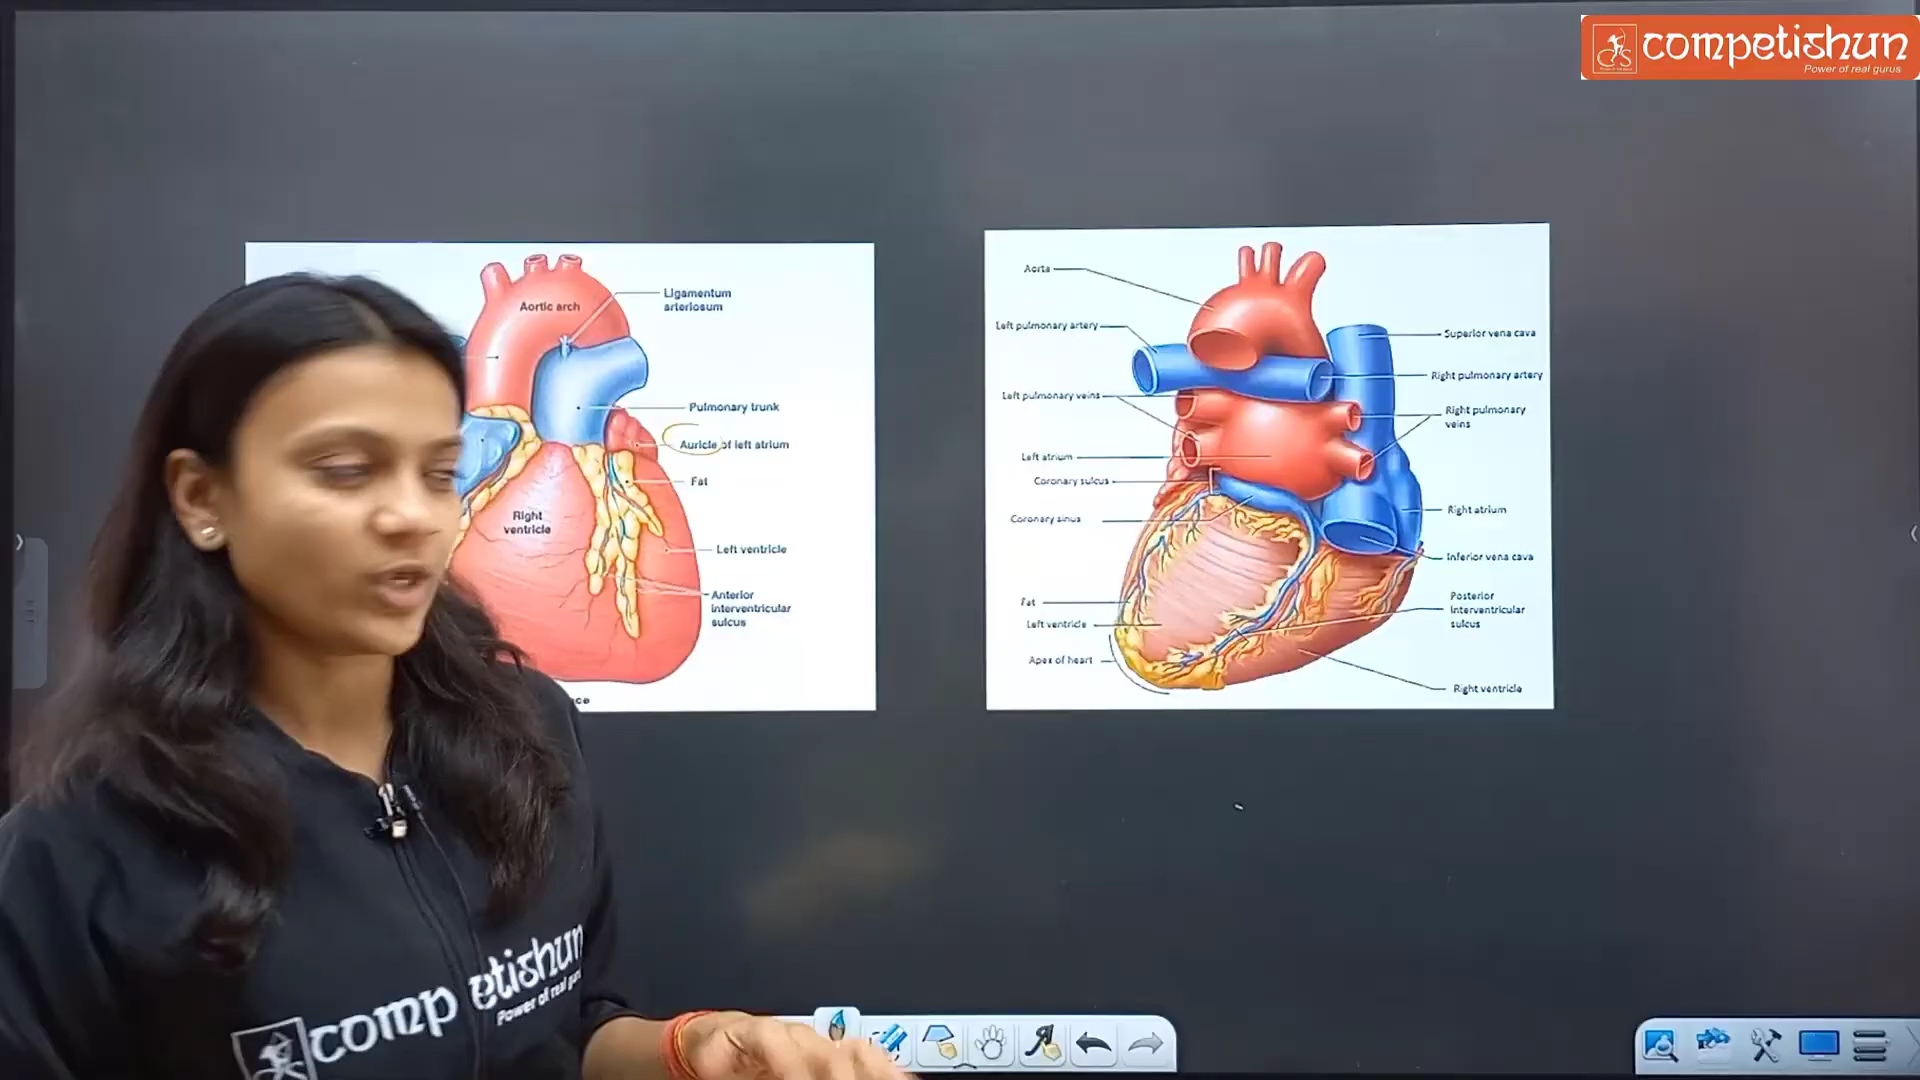 competishun
Power of real gurus
Aortic arch
Ligamentum
arteriosum
Pulmonary trunk
Auricle of left atrium
Fat
Right
ventricle
Left ventricle
Anterior
interventricular
sulcus
Aorta
Left pulmonary artery
Left pulmonary veins
Left atrium
Coronary sulcus
Coronary sinus
Fat
Left ventricle
Apex of heart
Superior vena cava
Right pulmonary artery
Right pulmonary
veins
Right atrium
Inferior vena cava
Posterior
interventricular
sulcus
Right ventricle
competishun
Power of real gurus